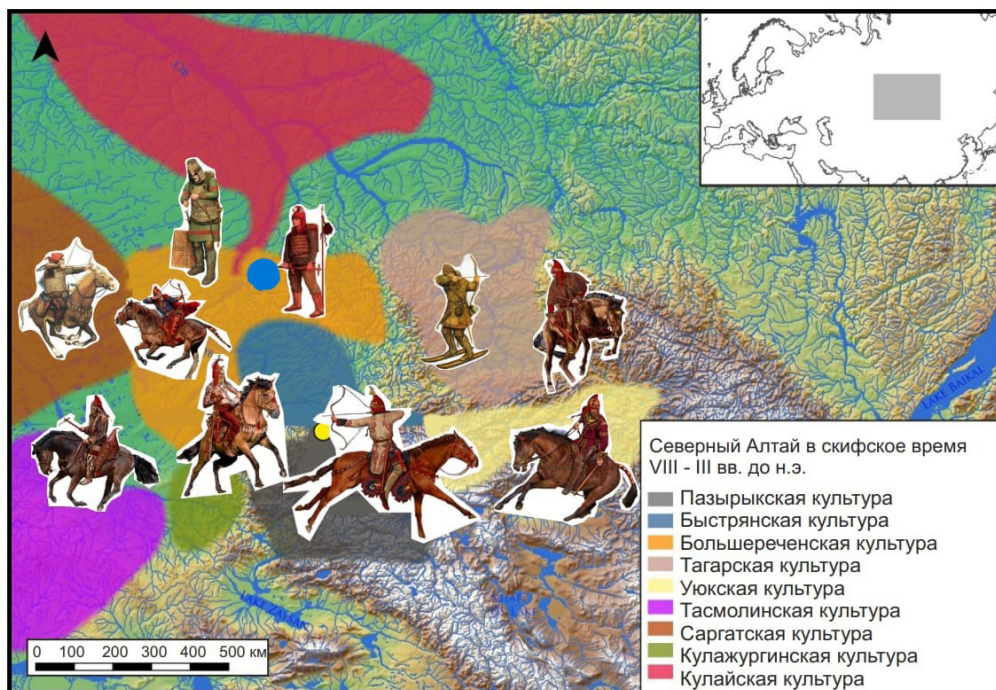 OB
LAKE BAIKAL
LAKE ZAYSAN
Северный Алтай в скифское время
VIII - III вв. до н.э.
Пазырыкская культура
Быстрянская культура
Большереченская культура
Тагарская культура
Уюкская культура
Тасмолинская культура
Саргатская культура
Кулажургинская культура
Кулайская культура
0 100 200 300 400 500 км